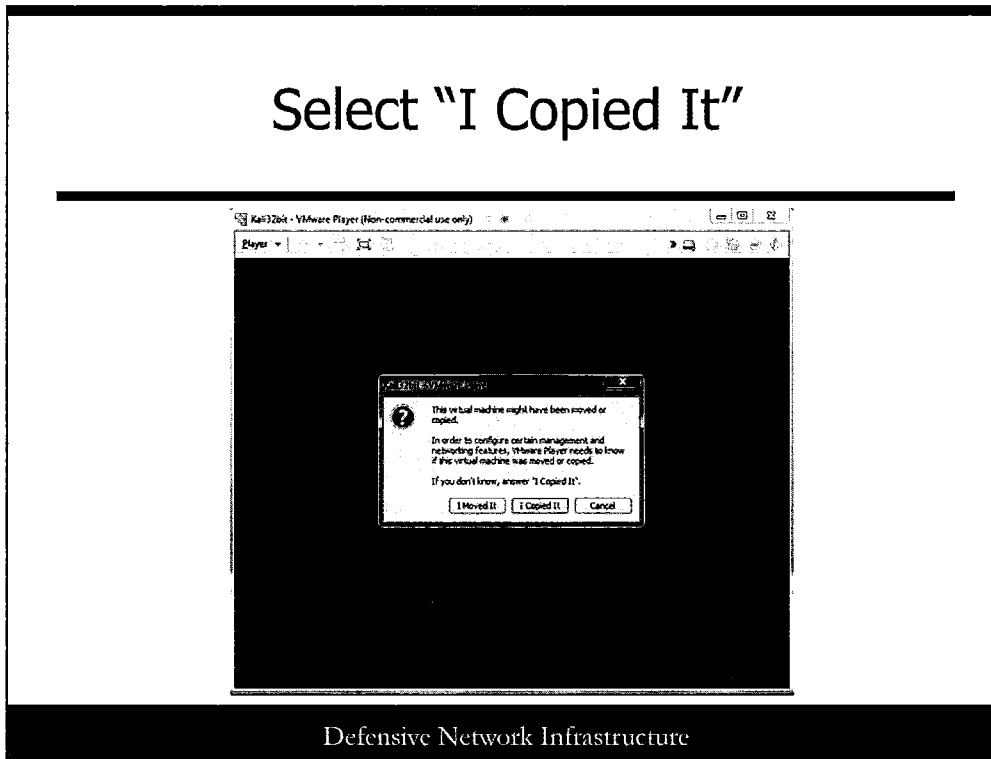 Select “I Copied It”
Kali32bit - VMware Player (Non-commercial use only)
Player
This virtual machine might have been moved or
copied.
In order to configure certain management and
networking features, VMware Player needs to know
if this virtual machine was moved or copied.
If you don't know, answer "I Copied It".
I Moved It
I Copied It
Cancel
Defensive Network Infrastructure